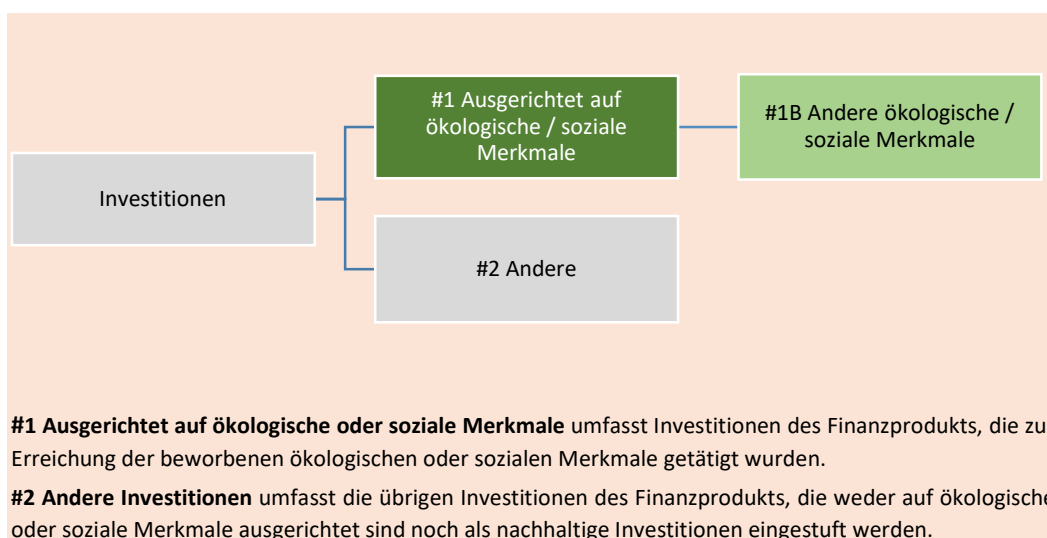 #1 Ausgerichtet auf
ökologische / soziale
Merkmale
#1B Andere ökologische /
soziale Merkmale
Investitionen
#2 Andere
#1 Ausgerichtet auf ökologische oder soziale Merkmale umfasst Investitionen des Finanzprodukts, die zu
Erreichung der beworbenen ökologischen oder sozialen Merkmale getätigt wurden.
#2 Andere Investitionen umfasst die übrigen Investitionen des Finanzprodukts, die weder auf ökologische
oder soziale Merkmale ausgerichtet sind noch als nachhaltige Investitionen eingestuft werden.